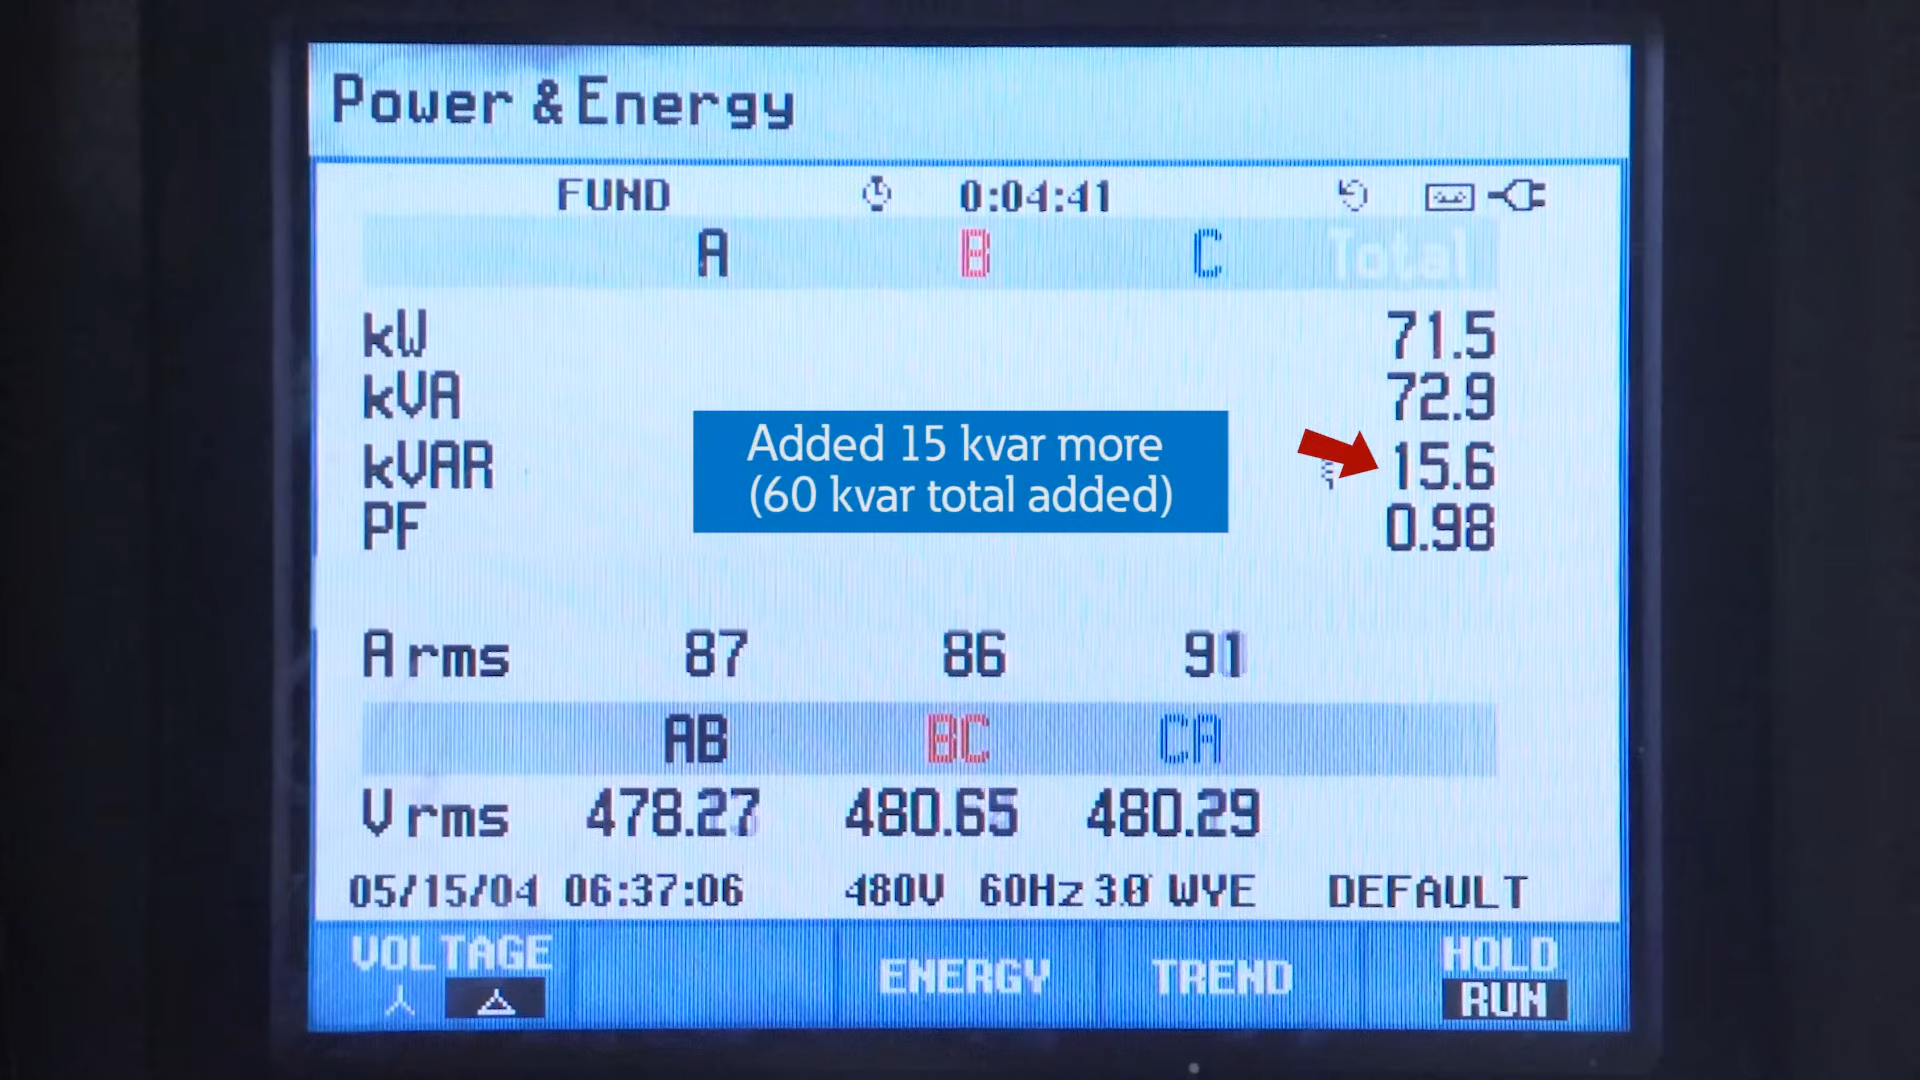 Power & Energy
FUND 0:04:41
A B C Total
kW 71.5
kVA 72.9
Added 15 kvar more
(60 kvar total added)
kVAR 15.6
PF 0.98
A rms 87 86 91
AB BC CA
V rms 478.27 480.65 480.29
05/15/04 06:37:06 480V 60Hz 3Ø WYE DEFAULT
VOLTAGE ENERGY TREND HOLD
RUN